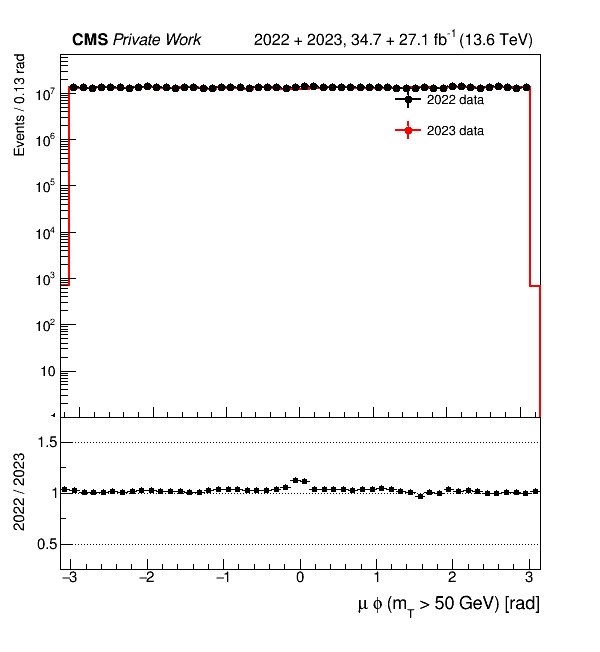 CMS Private Work 2022 + 2023, 34.7 + 27.1 fb⁻¹ (13.6 TeV)
Events / 0.13 rad
10⁷
10⁶
10⁵
10⁴
10³
10²
10
2022 data
2023 data
2022 / 2023
1.5
1
0.5
−3 −2 −1 0 1 2 3
μ ϕ (m_T > 50 GeV) [rad]